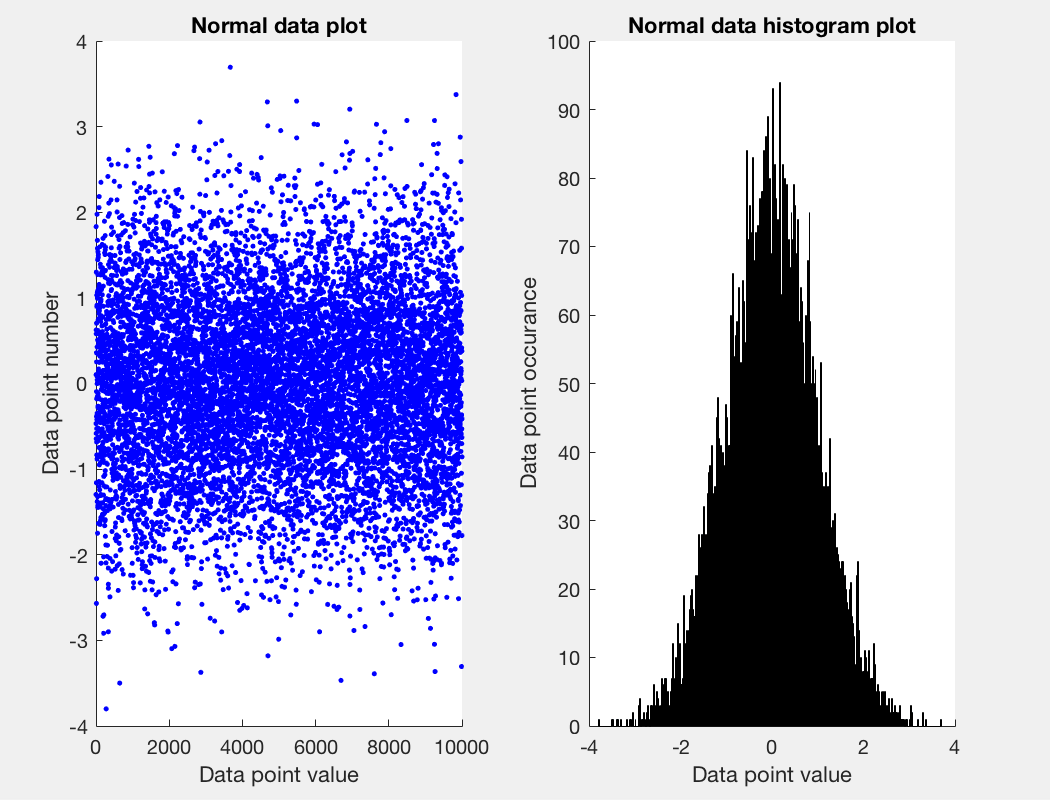 Normal data plot
4
3
2
1
0
-1
-2
-3
-4
Data point number
0 2000 4000 6000 8000 10000
Data point value
Normal data histogram plot
100
90
80
70
60
50
40
30
20
10
0
Data point occurance
-4 -2 0 2 4
Data point value